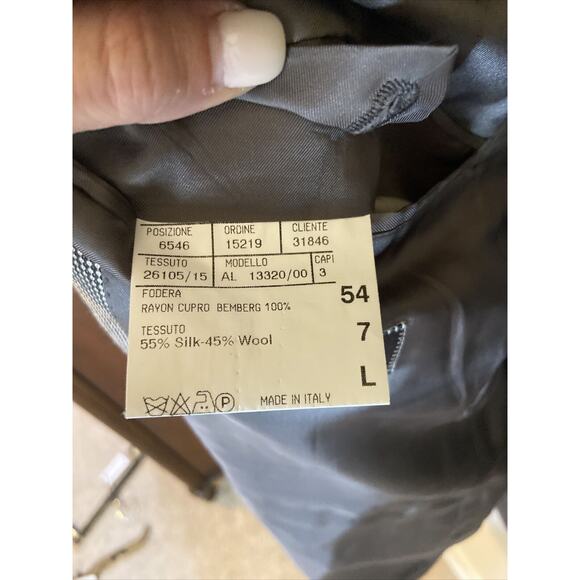 POSIZIONE ORDINE CLIENTE
6546 15219 31846
TESSUTO MODELLO CAPI
26105/15 AL 13320/00 3
FODERA
RAYON CUPRO BEMBERG 100% 54
TESSUTO 7
55% Silk-45% Wool
L
P MADE IN ITALY